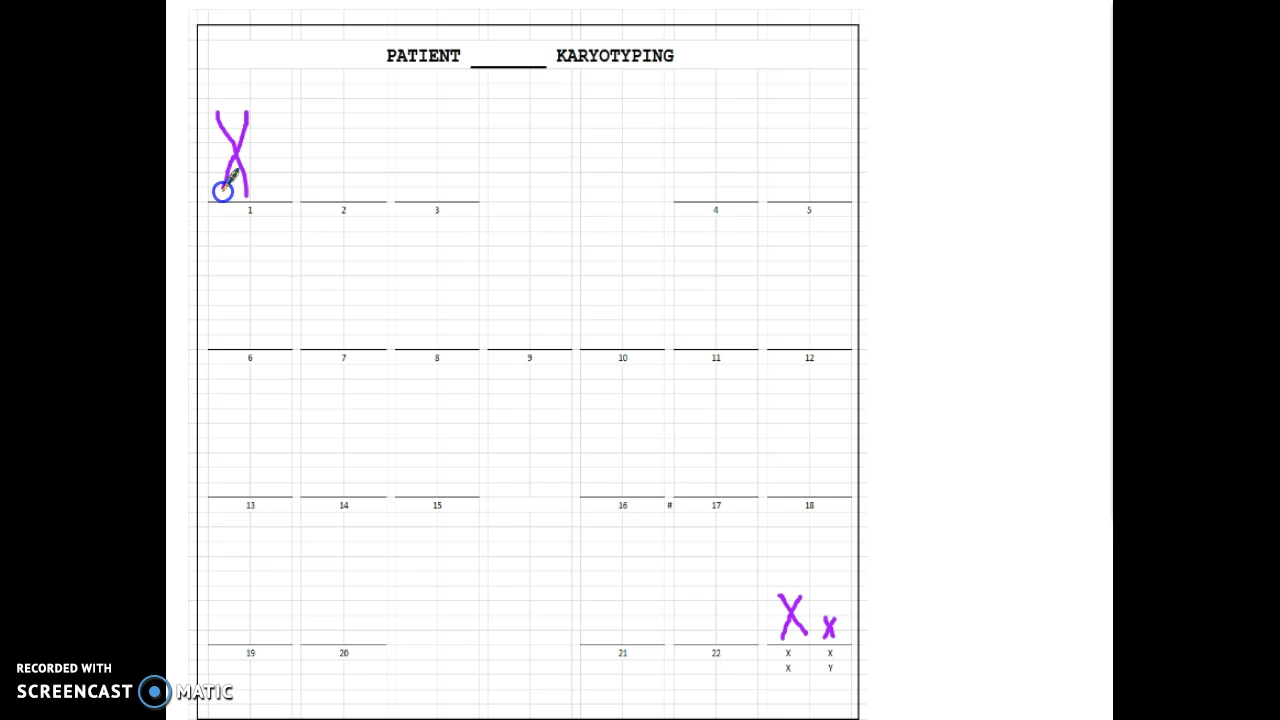 PATIENT _______ KARYOTYPING
1 2 3 4 5
6 7 8 9 10 11 12
13 14 15 16 # 17 18
19 20 21 22 X X
X Y
RECORDED WITH
SCREENCAST MATIC